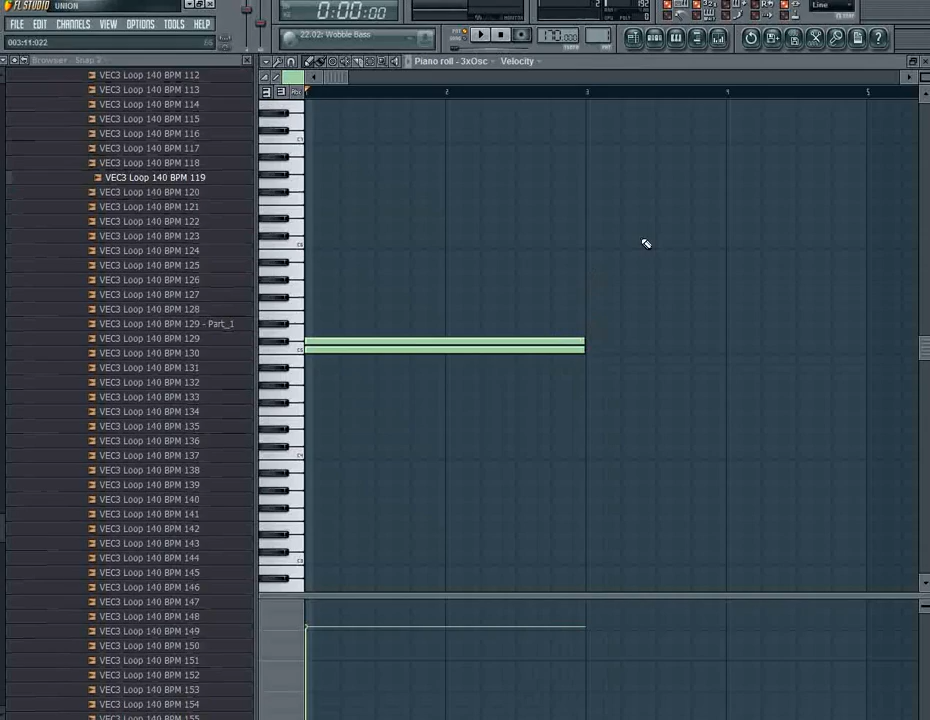 FL STUDIO UNION
0:00:00
FILE EDIT CHANNELS VIEW OPTIONS TOOLS HELP
22.02: Wobble Bass
170.000
Line
003:11:022
Browser - Snap 2
Piano roll - 3xOsc Velocity
VEC3 Loop 140 BPM 112
VEC3 Loop 140 BPM 113
VEC3 Loop 140 BPM 114
VEC3 Loop 140 BPM 115
VEC3 Loop 140 BPM 116
VEC3 Loop 140 BPM 117
VEC3 Loop 140 BPM 118
VEC3 Loop 140 BPM 119
VEC3 Loop 140 BPM 120
VEC3 Loop 140 BPM 121
VEC3 Loop 140 BPM 122
VEC3 Loop 140 BPM 123
VEC3 Loop 140 BPM 124
VEC3 Loop 140 BPM 125
VEC3 Loop 140 BPM 126
VEC3 Loop 140 BPM 127
VEC3 Loop 140 BPM 128
VEC3 Loop 140 BPM 129 - Part_1
VEC3 Loop 140 BPM 129
VEC3 Loop 140 BPM 130
VEC3 Loop 140 BPM 131
VEC3 Loop 140 BPM 132
VEC3 Loop 140 BPM 133
VEC3 Loop 140 BPM 134
VEC3 Loop 140 BPM 135
VEC3 Loop 140 BPM 136
VEC3 Loop 140 BPM 137
VEC3 Loop 140 BPM 138
VEC3 Loop 140 BPM 139
VEC3 Loop 140 BPM 140
VEC3 Loop 140 BPM 141
VEC3 Loop 140 BPM 142
VEC3 Loop 140 BPM 143
VEC3 Loop 140 BPM 144
VEC3 Loop 140 BPM 145
VEC3 Loop 140 BPM 146
VEC3 Loop 140 BPM 147
VEC3 Loop 140 BPM 148
VEC3 Loop 140 BPM 149
VEC3 Loop 140 BPM 150
VEC3 Loop 140 BPM 151
VEC3 Loop 140 BPM 152
VEC3 Loop 140 BPM 153
VEC3 Loop 140 BPM 154
VEC3 Loop 140 BPM 155
2 3 4 5